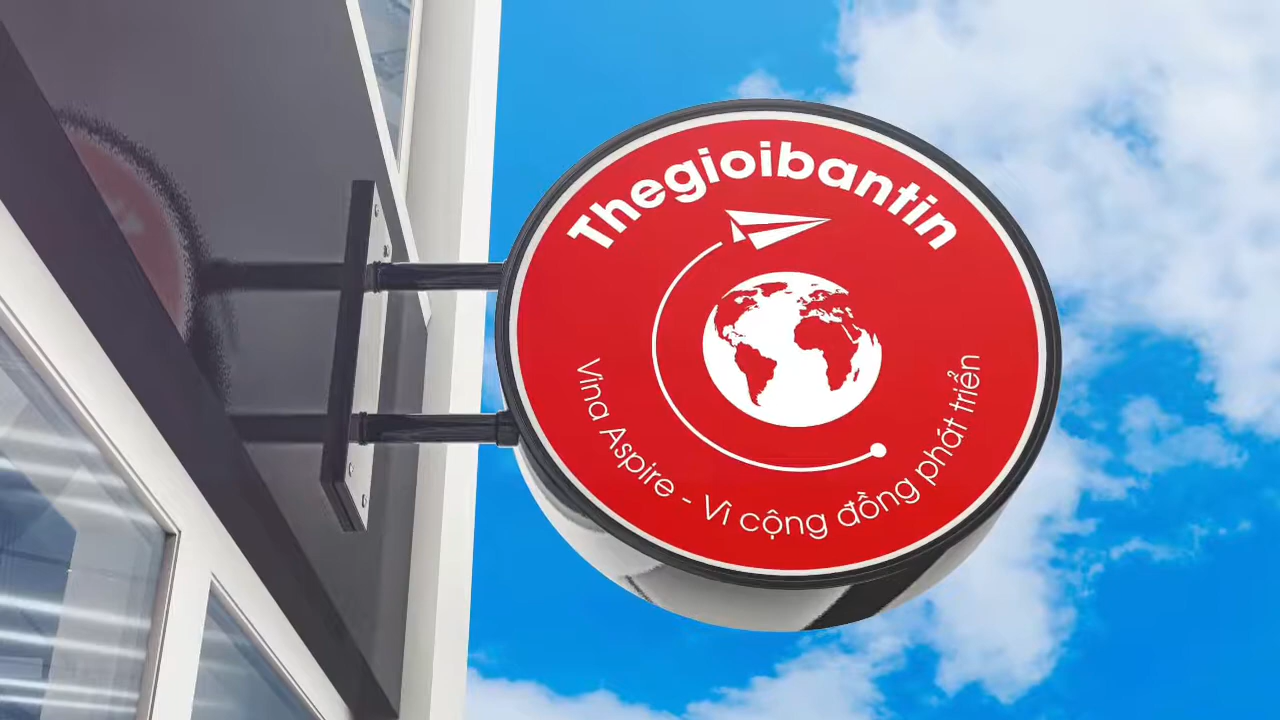 Thegioibantin
Vina Aspire - Vì cộng đồng phát triển